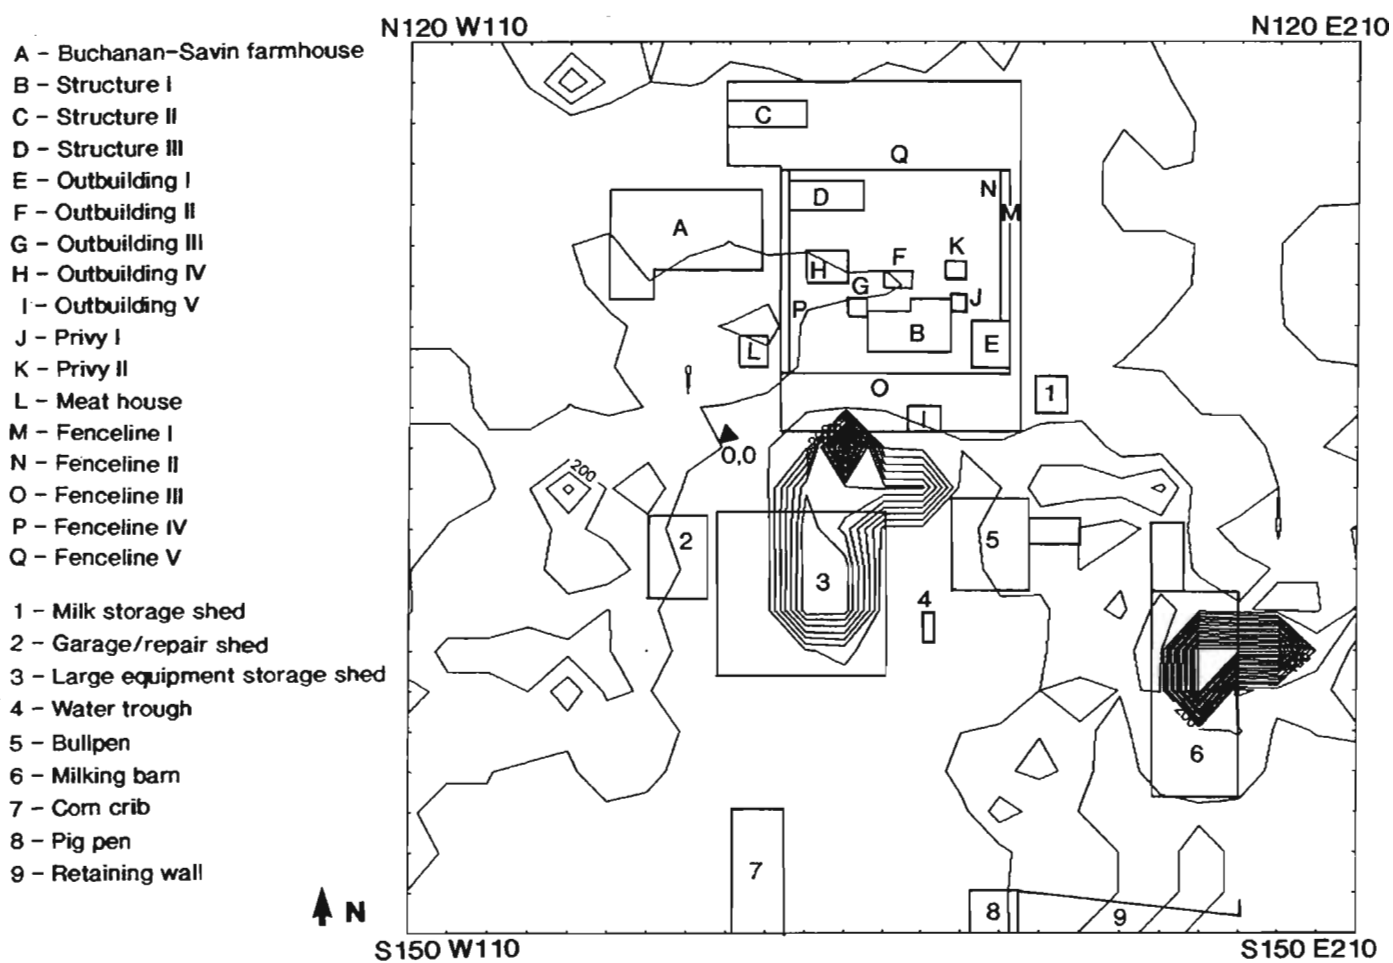 N120 W110
N120 E210
A – Buchanan–Savin farmhouse
B – Structure I
C – Structure II
D – Structure III
E – Outbuilding I
F – Outbuilding II
G – Outbuilding III
H – Outbuilding IV
I – Outbuilding V
J – Privy I
K – Privy II
L – Meat house
M – Fenceline I
N – Fenceline II
O – Fenceline III
P – Fenceline IV
Q – Fenceline V
1 – Milk storage shed
2 – Garage/repair shed
3 – Large equipment storage shed
4 – Water trough
5 – Bullpen
6 – Milking barn
7 – Corn crib
8 – Pig pen
9 – Retaining wall
N
C
Q
D
N
M
A
K
F
H
G
J
P
B
E
L
O
1
I
0,0
200
2
5
3
4
200
6
7
8
9
S150 W110
S150 E210